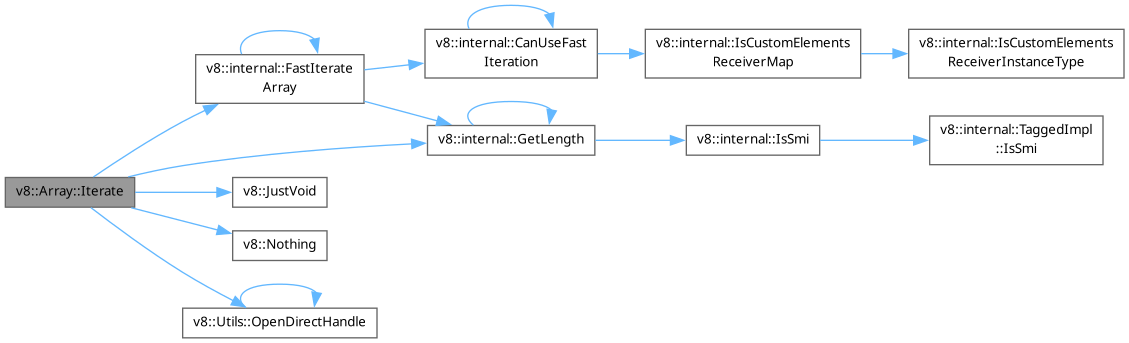 v8::internal::CanUseFast
Iteration
v8::internal::IsCustomElements
ReceiverMap
v8::internal::IsCustomElements
ReceiverInstanceType
v8::internal::FastIterate
Array
v8::internal::GetLength
v8::internal::IsSmi
v8::internal::TaggedImpl
::IsSmi
v8::Array::Iterate
v8::JustVoid
v8::Nothing
v8::Utils::OpenDirectHandle